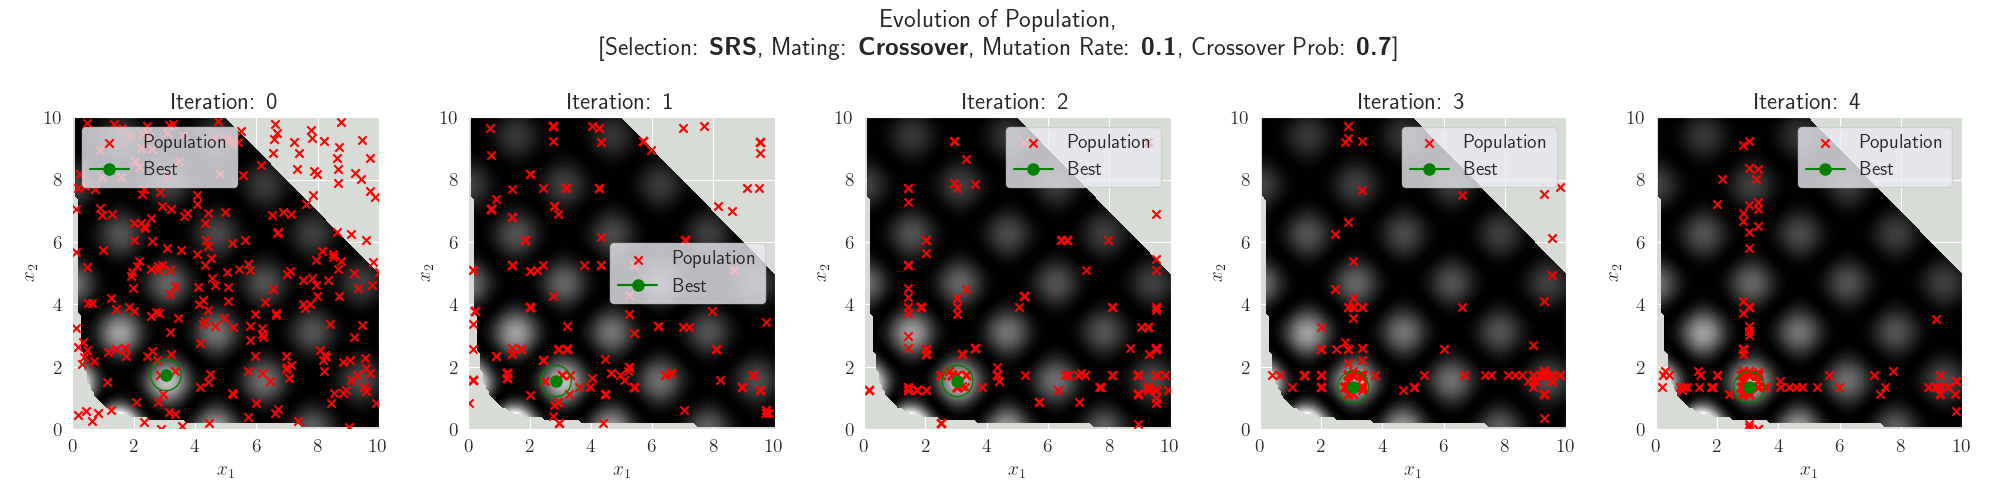 Evolution of Population,
[Selection: SRS, Mating: Crossover, Mutation Rate: 0.1, Crossover Prob: 0.7]
Iteration: 0
10
8
6
4
2
0
x2
Population
Best
0 2 4 6 8 10
x1
Iteration: 1
10
8
6
4
2
0
x2
Population
Best
0 2 4 6 8 10
x1
Iteration: 2
10
8
6
4
2
0
x2
Population
Best
0 2 4 6 8 10
x1
Iteration: 3
10
8
6
4
2
0
x2
Population
Best
0 2 4 6 8 10
x1
Iteration: 4
10
8
6
4
2
0
x2
Population
Best
0 2 4 6 8 10
x1